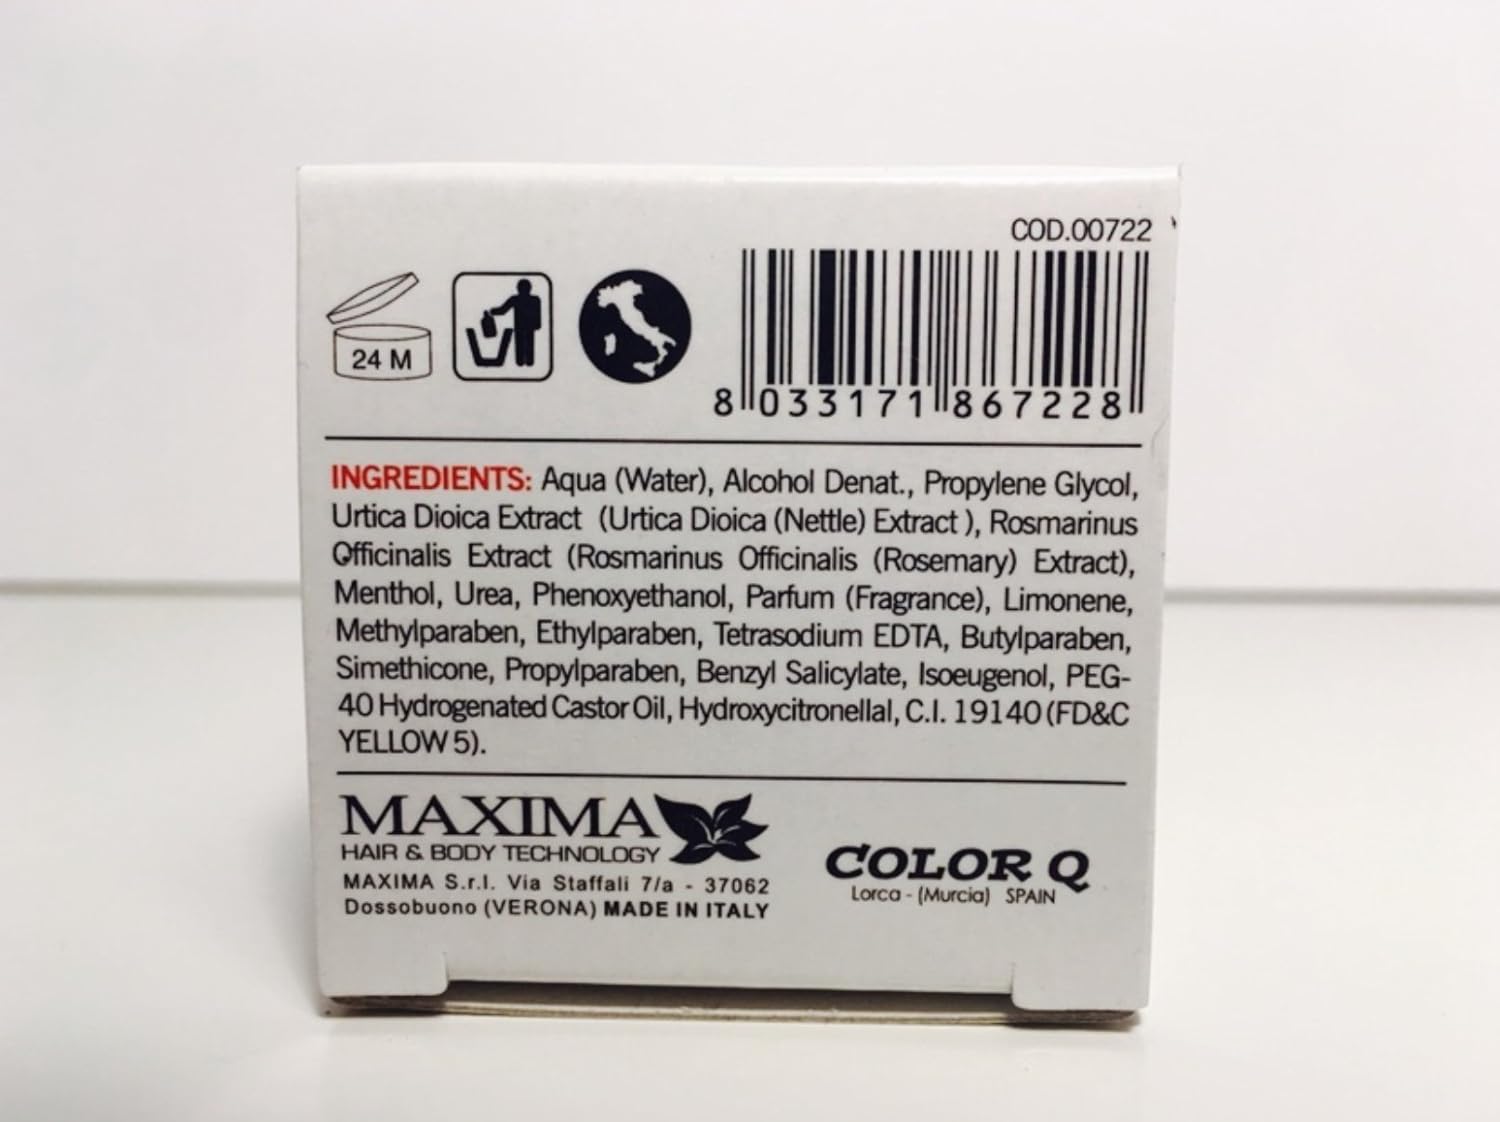 COD.00722
24 M
8 033171 867228
INGREDIENTS: Aqua (Water), Alcohol Denat., Propylene Glycol,
Urtica Dioica Extract (Urtica Dioica (Nettle) Extract ), Rosmarinus
Officinalis Extract (Rosmarinus Officinalis (Rosemary) Extract),
Menthol, Urea, Phenoxyethanol, Parfum (Fragrance), Limonene,
Methylparaben, Ethylparaben, Tetrasodium EDTA, Butylparaben,
Simethicone, Propylparaben, Benzyl Salicylate, Isoeugenol, PEG-
40 Hydrogenated Castor Oil, Hydroxycitronellal, C.I. 19140 (FD&C
YELLOW 5).
MAXIMA
HAIR & BODY TECHNOLOGY
MAXIMA S.r.l. Via Staffali 7/a - 37062
Dossobuono (VERONA) MADE IN ITALY
COLOR Q
Lorca - (Murcia) SPAIN